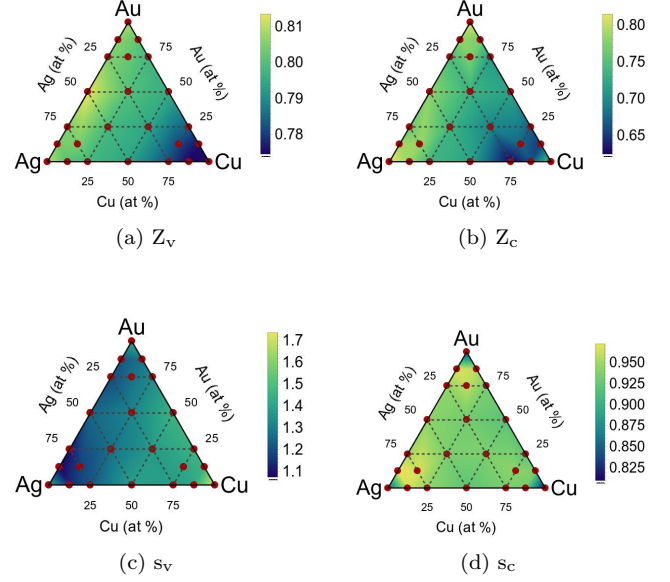 Au
Ag (at %)
25
50
75
75
50
25
Au (at %)
Ag
Cu
25
50
75
Cu (at %)
0.81
0.80
0.79
0.78
(a) Zv
Au
Ag (at %)
25
50
75
75
50
25
Au (at %)
Ag
Cu
25
50
75
Cu (at %)
0.80
0.75
0.70
0.65
(b) Zc
Au
Ag (at %)
25
50
75
75
50
25
Au (at %)
Ag
Cu
25
50
75
Cu (at %)
1.7
1.6
1.5
1.4
1.3
1.2
1.1
(c) sv
Au
Ag (at %)
25
50
75
75
50
25
Au (at %)
Ag
Cu
25
50
75
Cu (at %)
0.950
0.925
0.900
0.875
0.850
0.825
(d) sc